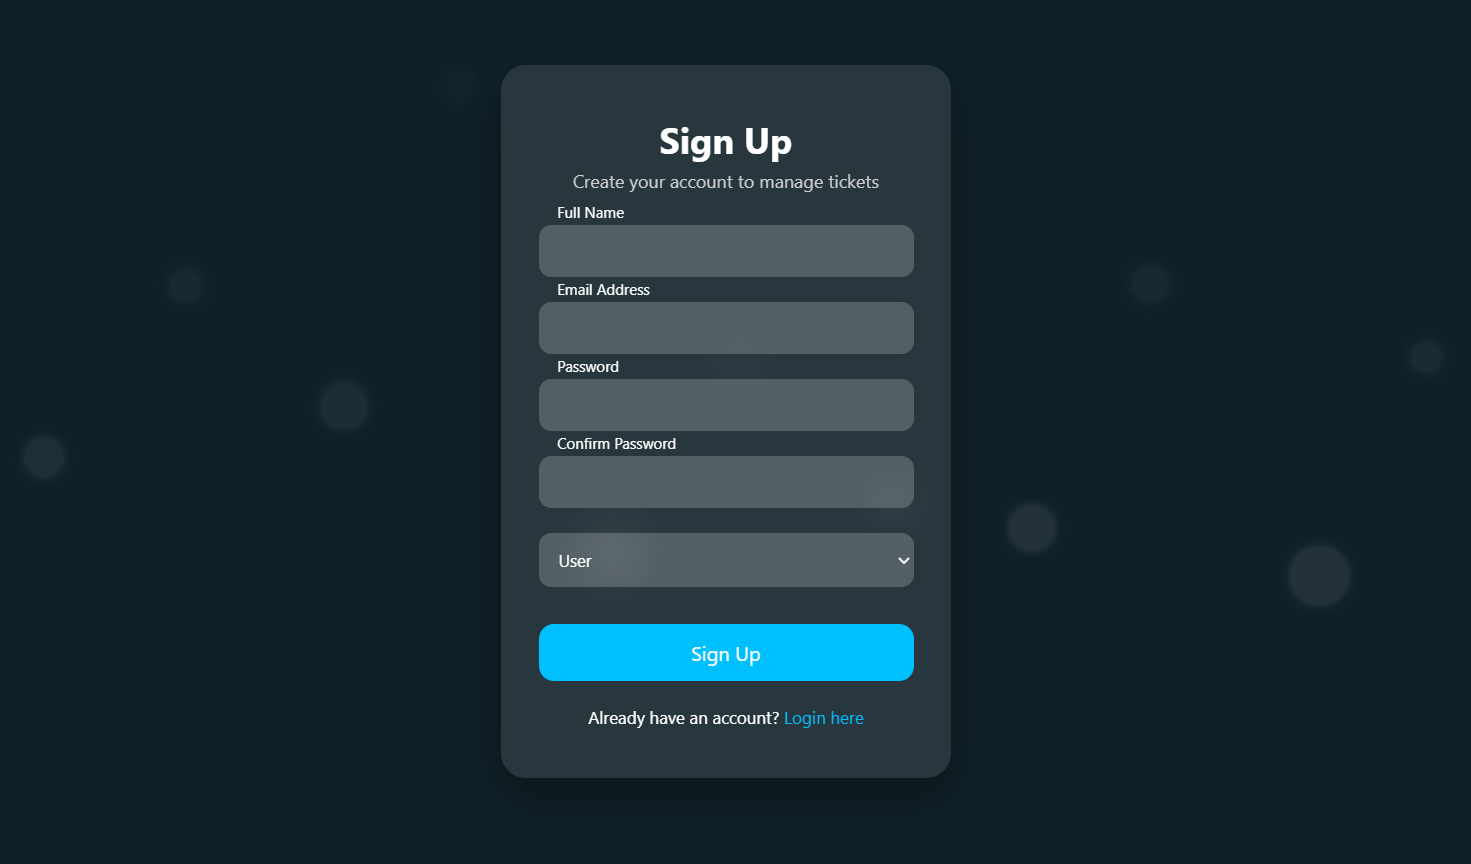 Sign Up
Create your account to manage tickets
Full Name
Email Address
Password
Confirm Password
User
Sign Up
Already have an account? Login here